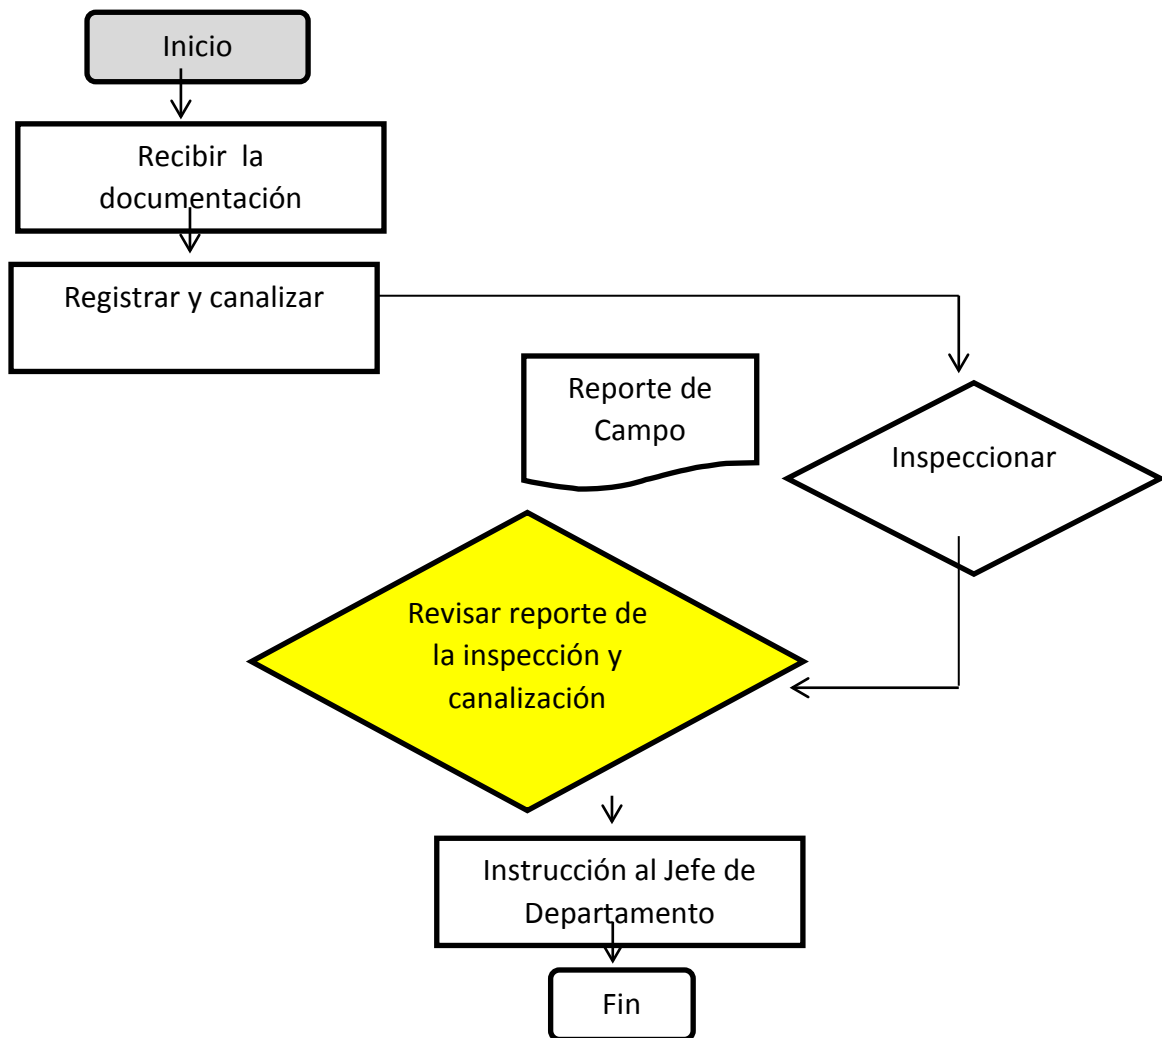 Inicio
Recibir  la
documentación
Registrar y canalizar
Reporte de
Campo
Inspeccionar
Revisar reporte de
la inspección y
canalización
Instrucción al Jefe de
Departamento
Fin